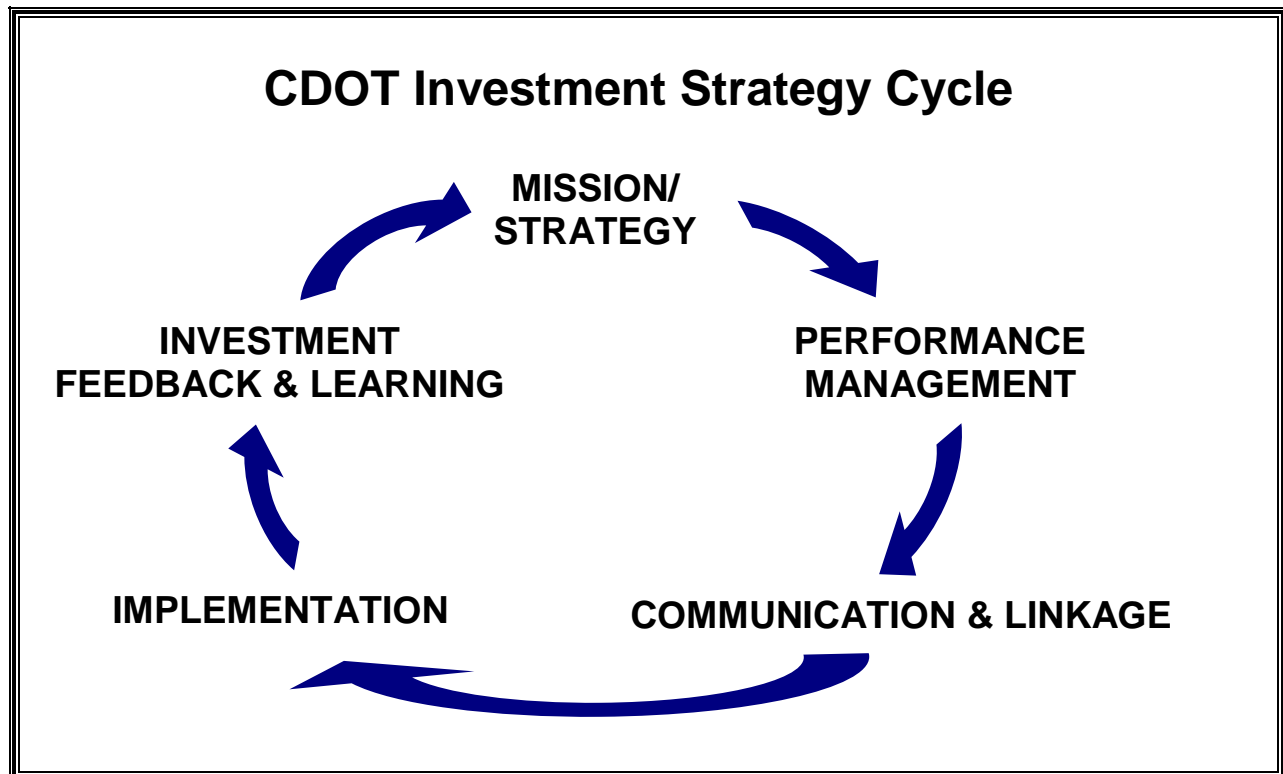 CDOT Investment Strategy Cycle
MISSION/
STRATEGY
PERFORMANCE
MANAGEMENT
COMMUNICATION & LINKAGE
IMPLEMENTATION
INVESTMENT
FEEDBACK & LEARNING